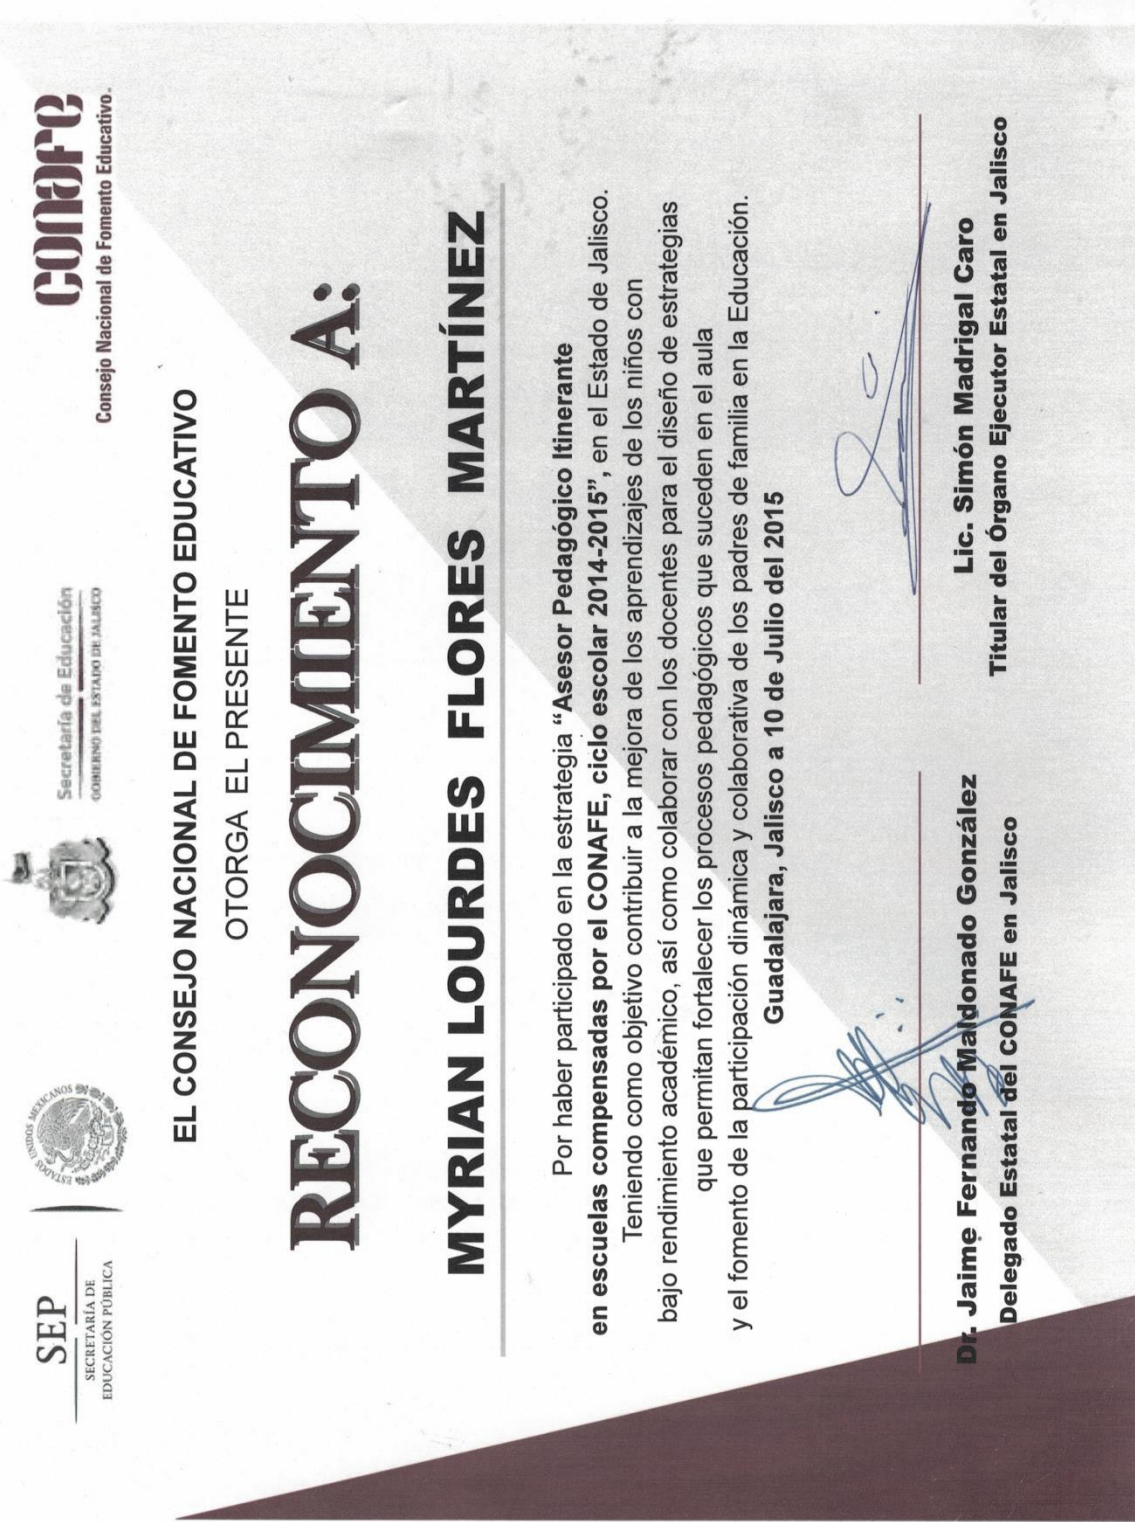 SEP
SECRETARÍA DE
EDUCACIÓN PÚBLICA
ESTADOS UNIDOS MEXICANOS
Secretaría de Educación
GOBIERNO DEL ESTADO DE JALISCO
conafe
Consejo Nacional de Fomento Educativo.
EL CONSEJO NACIONAL DE FOMENTO EDUCATIVO
OTORGA EL PRESENTE
RECONOCIMIENTO A:
MYRIAN LOURDES FLORES MARTÍNEZ
Por haber participado en la estrategia “Asesor Pedagógico Itinerante
en escuelas compensadas por el CONAFE, ciclo escolar 2014-2015”, en el Estado de Jalisco.
Teniendo como objetivo contribuir a la mejora de los aprendizajes de los niños con
bajo rendimiento académico, así como colaborar con los docentes para el diseño de estrategias
que permitan fortalecer los procesos pedagógicos que suceden en el aula
y el fomento de la participación dinámica y colaborativa de los padres de familia en la Educación.
Guadalajara, Jalisco a 10 de Julio del 2015
Dr. Jaime Fernando Maldonado González
Delegado Estatal del CONAFE en Jalisco
Lic. Simón Madrigal Caro
Titular del Órgano Ejecutor Estatal en Jalisco